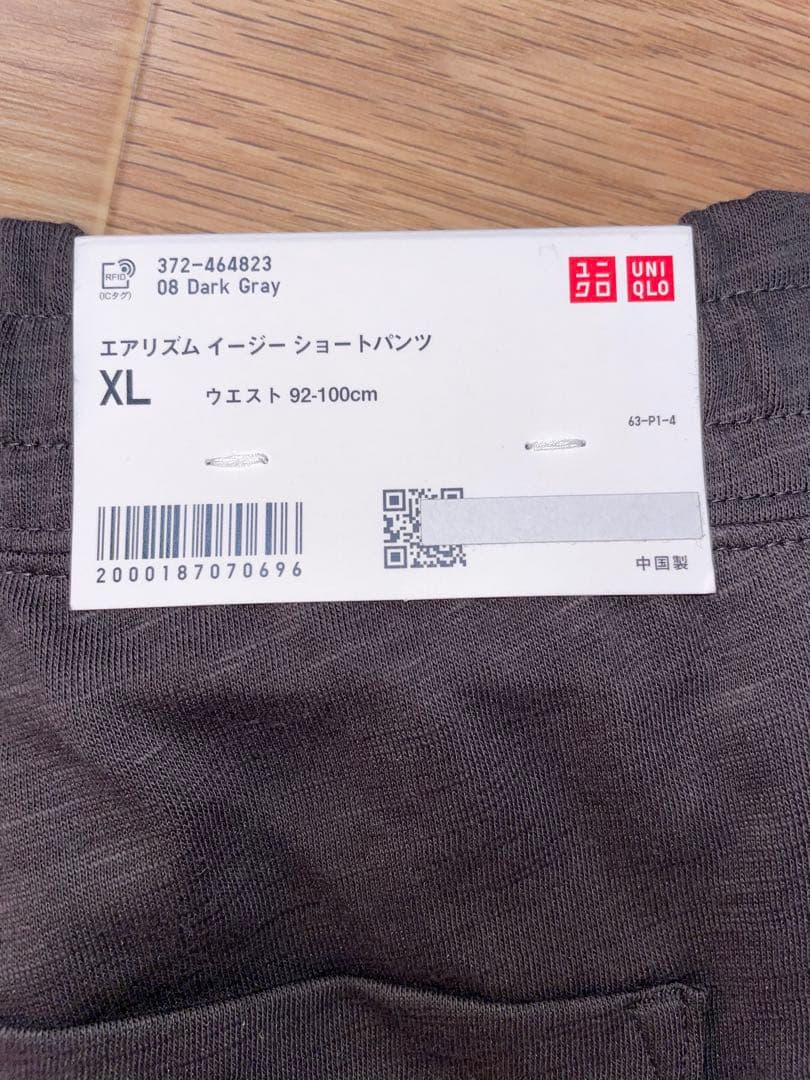 RFID
(ICタグ)
372-464823
08 Dark Gray
ユニ
クロ
UNI
QLO
エアリズム イージー ショートパンツ
XL
ウエスト 92-100cm
63-P1-4
2000187070696
中国製